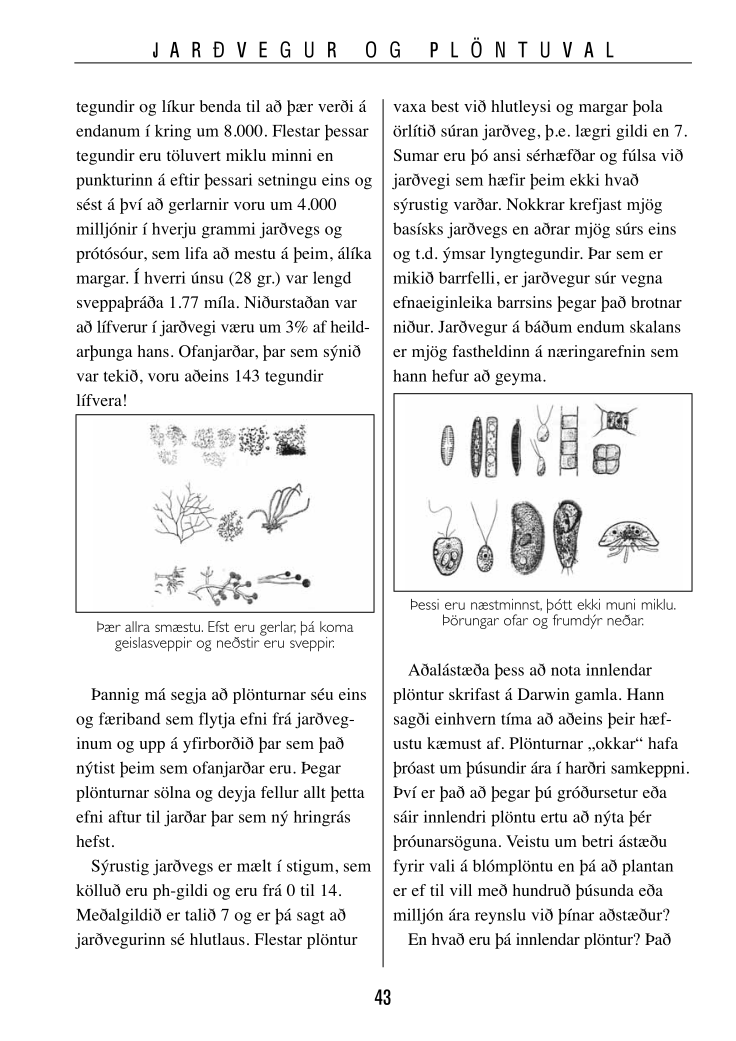 JARÐVEGUR OG PLÖNTUVAL
tegundir og líkur benda til að þær verði á
endanum í kring um 8.000. Flestar þessar
tegundir eru töluvert miklu minni en
punkturinn á eftir þessari setningu eins og
sést á því að gerlarnir voru um 4.000
milljónir í hverju grammi jarðvegs og
prótósóur, sem lifa að mestu á þeim, álíka
margar. Í hverri únsu (28 gr.) var lengd
sveppaþráða 1.77 míla. Niðurstaðan var
að lífverur í jarðvegi væru um 3% af heild-
arþunga hans. Ofanjarðar, þar sem sýnið
var tekið, voru aðeins 143 tegundir
lífvera!
Þær allra smæstu. Efst eru gerlar, þá koma
geislasveppir og neðstir eru sveppir.
Þannig má segja að plönturnar séu eins
og færiband sem flytja efni frá jarðveg-
inum og upp á yfirborðið þar sem það
nýtist þeim sem ofanjarðar eru. Þegar
plönturnar sölna og deyja fellur allt þetta
efni aftur til jarðar þar sem ný hringrás
hefst.
Sýrustig jarðvegs er mælt í stigum, sem
kölluð eru ph-gildi og eru frá 0 til 14.
Meðalgildið er talið 7 og er þá sagt að
jarðvegurinn sé hlutlaus. Flestar plöntur
vaxa best við hlutleysi og margar þola
örlítið súran jarðveg, þ.e. lægri gildi en 7.
Sumar eru þó ansi sérhæfðar og fúlsa við
jarðvegi sem hæfir þeim ekki hvað
sýrustig varðar. Nokkrar krefjast mjög
basísks jarðvegs en aðrar mjög súrs eins
og t.d. ýmsar lyngtegundir. Þar sem er
mikið barrfelli, er jarðvegur súr vegna
efnaeiginleika barrsins þegar það brotnar
niður. Jarðvegur á báðum endum skalans
er mjög fastheldinn á næringarefnin sem
hann hefur að geyma.
Þessi eru næstminnst, þótt ekki muni miklu.
Þörungar ofar og frumdýr neðar.
Aðalástæða þess að nota innlendar
plöntur skrifast á Darwin gamla. Hann
sagði einhvern tíma að aðeins þeir hæf-
ustu kæmust af. Plönturnar „okkar“ hafa
þróast um þúsundir ára í harðri samkeppni.
Því er það að þegar þú gróðursetur eða
sáir innlendri plöntu ertu að nýta þér
þróunarsöguna. Veistu um betri ástæðu
fyrir vali á blómplöntu en þá að plantan
er ef til vill með hundruð þúsunda eða
milljón ára reynslu við þínar aðstæður?
En hvað eru þá innlendar plöntur? Það
43